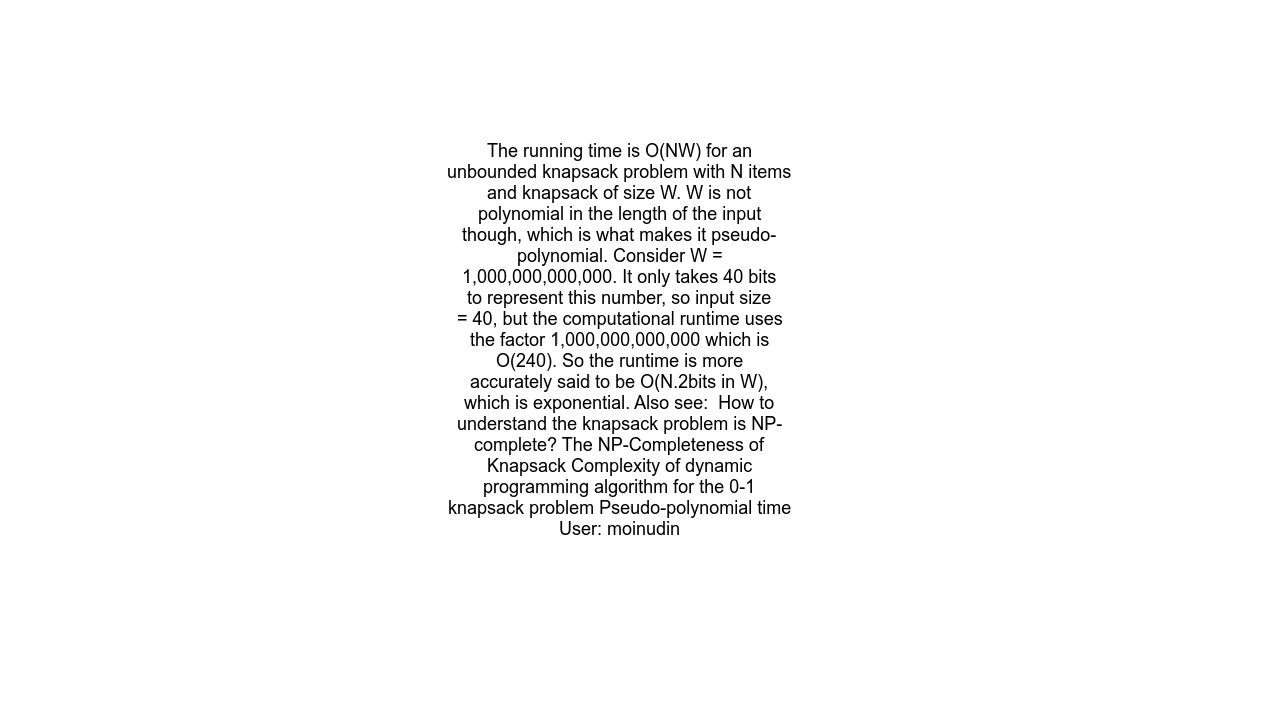 The running time is O(NW) for an
unbounded knapsack problem with N items
and knapsack of size W. W is not
polynomial in the length of the input
though, which is what makes it pseudo-
polynomial. Consider W =
1,000,000,000,000. It only takes 40 bits
to represent this number, so input size
= 40, but the computational runtime uses
the factor 1,000,000,000,000 which is
O(240). So the runtime is more
accurately said to be O(N.2bits in W),
which is exponential. Also see:  How to
understand the knapsack problem is NP-
complete? The NP-Completeness of
Knapsack Complexity of dynamic
programming algorithm for the 0-1
knapsack problem Pseudo-polynomial time
User: moinudin